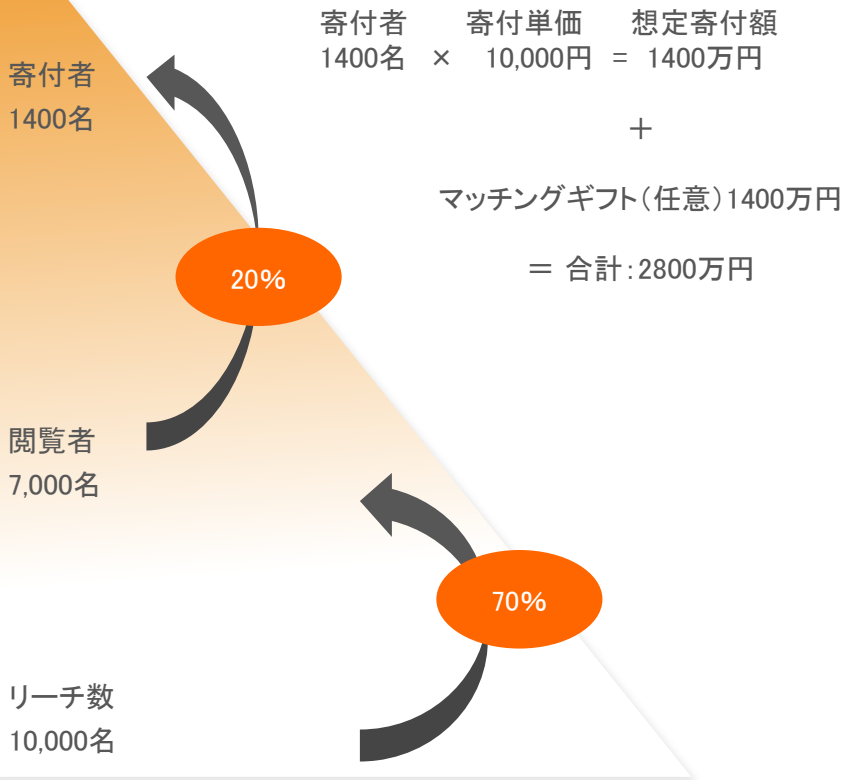 寄付者 寄付単価 想定寄付額
1400名 × 10,000円 = 1400万円
+
マッチングギフト(任意)1400万円
= 合計:2800万円
寄付者
1400名
20%
閲覧者
7,000名
70%
リーチ数
10,000名